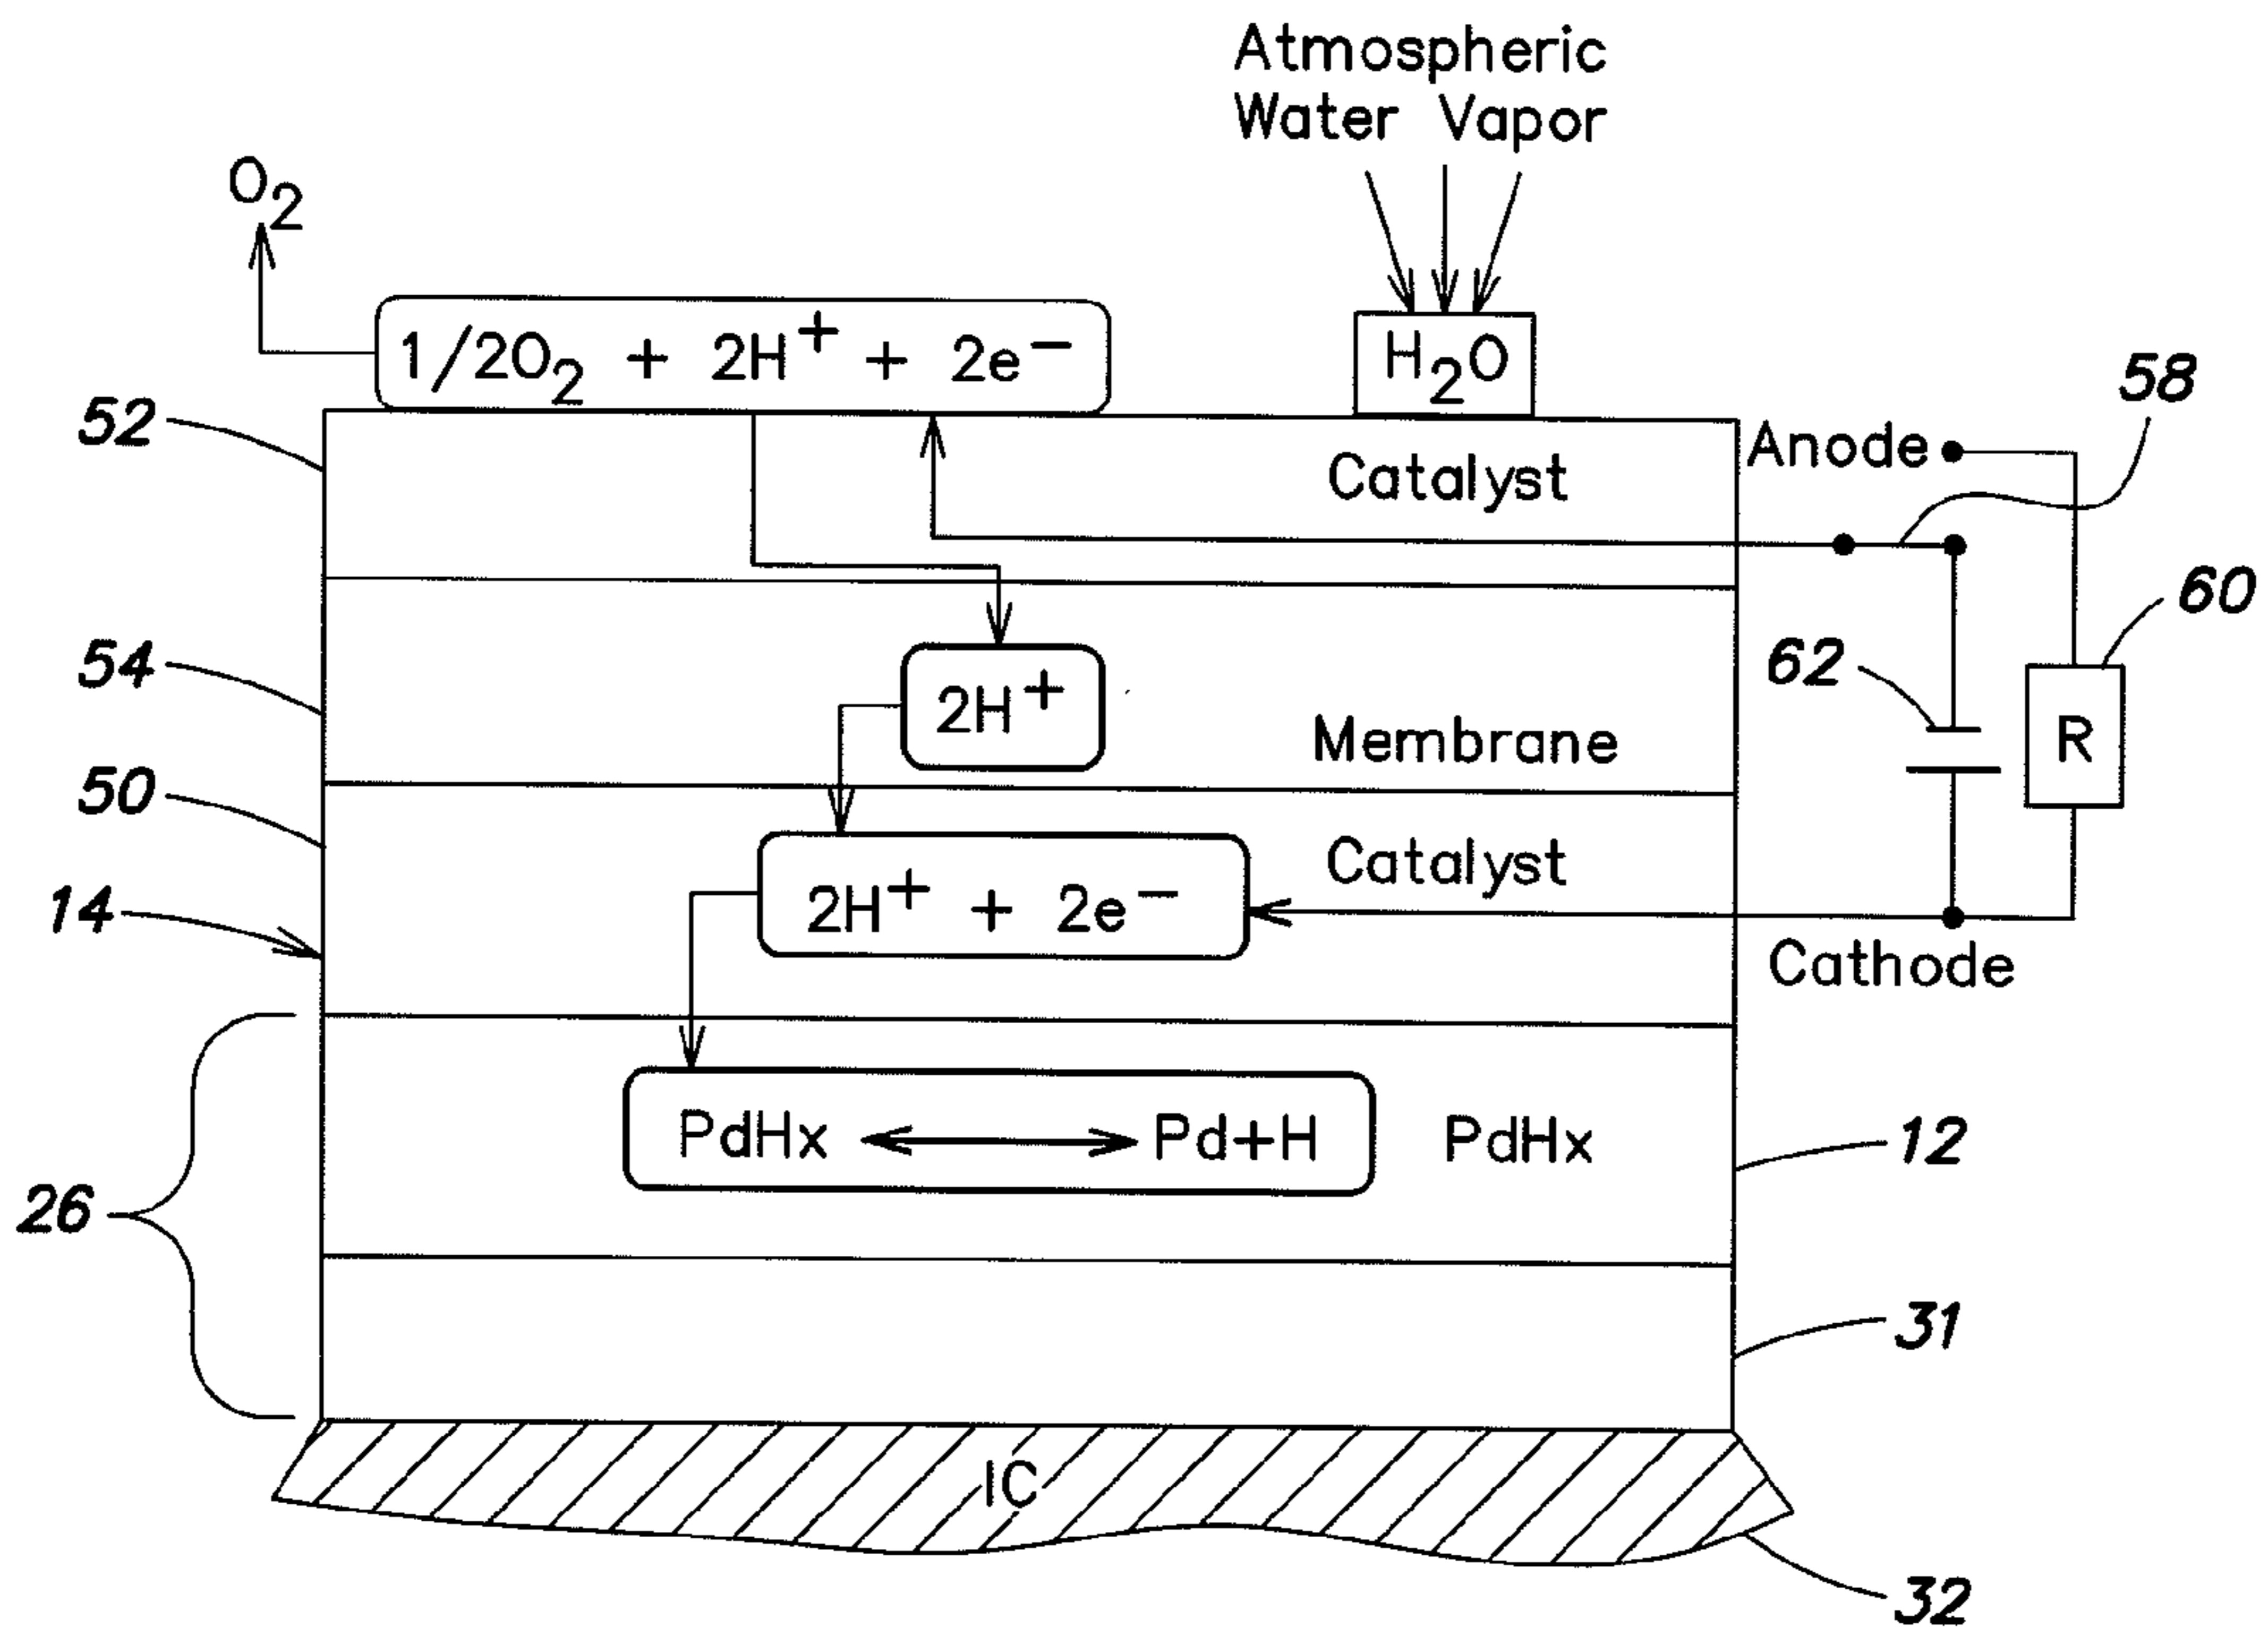 Atmospheric
Water Vapor
O2
1/2O2 + 2H+ + 2e−
H2O
58
52
Anode
Catalyst
60
54
62
2H+
Membrane
R
50
Catalyst
14
2H+ + 2e−
Cathode
PdHx ⟷ Pd+H
PdHx
12
26
31
IC
32